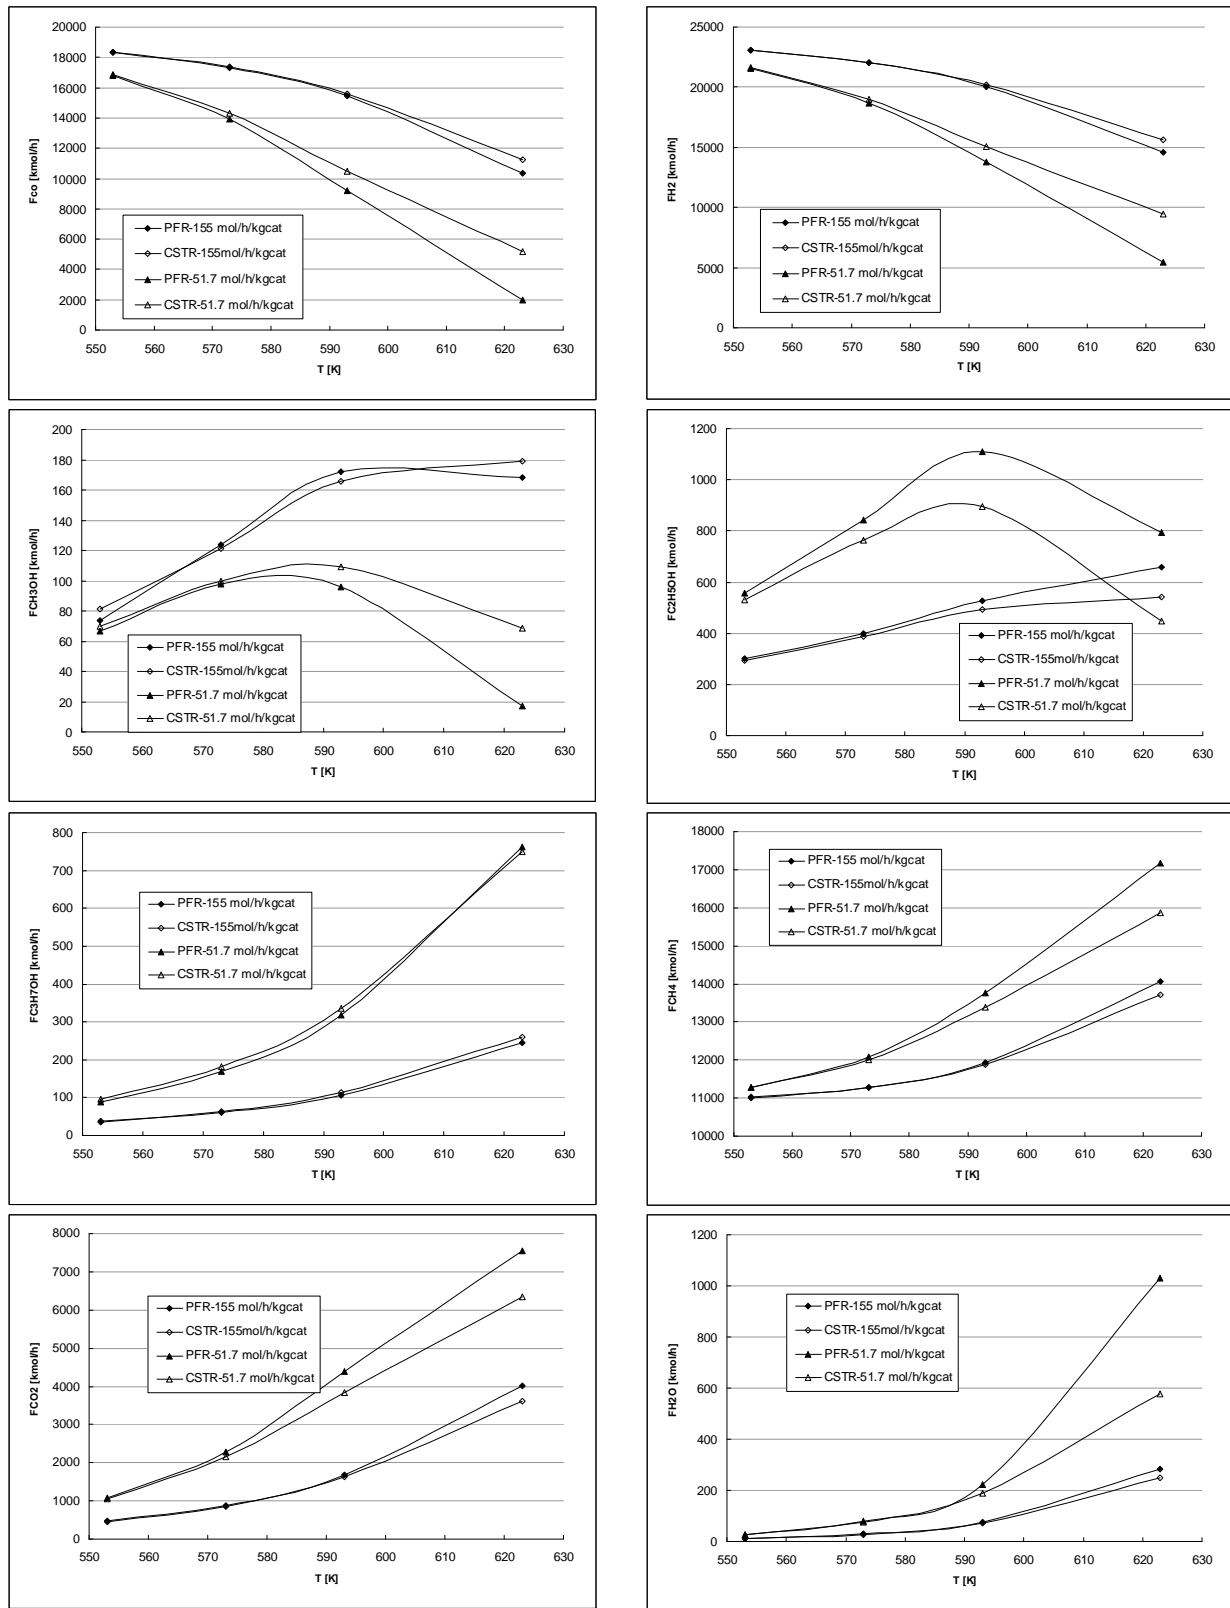 20000
18000
16000
14000
12000
10000
8000
6000
4000
2000
0
Fco [kmol/h]
PFR-155 mol/h/kgcat
CSTR-155mol/h/kgcat
PFR-51.7 mol/h/kgcat
CSTR-51.7 mol/h/kgcat
550 560 570 580 590 600 610 620 630
T [K]
25000
20000
15000
10000
5000
0
FH2 [kmol/h]
PFR-155 mol/h/kgcat
CSTR-155mol/h/kgcat
PFR-51.7 mol/h/kgcat
CSTR-51.7 mol/h/kgcat
550 560 570 580 590 600 610 620 630
T [K]
200
180
160
140
120
100
80
60
40
20
0
FCH3OH [kmol/h]
PFR-155 mol/h/kgcat
CSTR-155mol/h/kgcat
PFR-51.7 mol/h/kgcat
CSTR-51.7 mol/h/kgcat
550 560 570 580 590 600 610 620 630
T [K]
1200
1000
800
600
400
200
0
FC2H5OH [kmol/h]
PFR-155 mol/h/kgcat
CSTR-155mol/h/kgcat
PFR-51.7 mol/h/kgcat
CSTR-51.7 mol/h/kgcat
550 560 570 580 590 600 610 620 630
T [K]
800
700
600
500
400
300
200
100
0
FC3H7OH [kmol/h]
PFR-155 mol/h/kgcat
CSTR-155mol/h/kgcat
PFR-51.7 mol/h/kgcat
CSTR-51.7 mol/h/kgcat
550 560 570 580 590 600 610 620 630
T [K]
18000
17000
16000
15000
14000
13000
12000
11000
10000
FCH4 [kmol/h]
PFR-155 mol/h/kgcat
CSTR-155mol/h/kgcat
PFR-51.7 mol/h/kgcat
CSTR-51.7 mol/h/kgcat
550 560 570 580 590 600 610 620 630
T [K]
8000
7000
6000
5000
4000
3000
2000
1000
0
FCO2 [kmol/h]
PFR-155 mol/h/kgcat
CSTR-155mol/h/kgcat
PFR-51.7 mol/h/kgcat
CSTR-51.7 mol/h/kgcat
550 560 570 580 590 600 610 620 630
T [K]
1200
1000
800
600
400
200
0
FH2O [kmol/h]
PFR-155 mol/h/kgcat
CSTR-155mol/h/kgcat
PFR-51.7 mol/h/kgcat
CSTR-51.7 mol/h/kgcat
550 560 570 580 590 600 610 620 630
T [K]